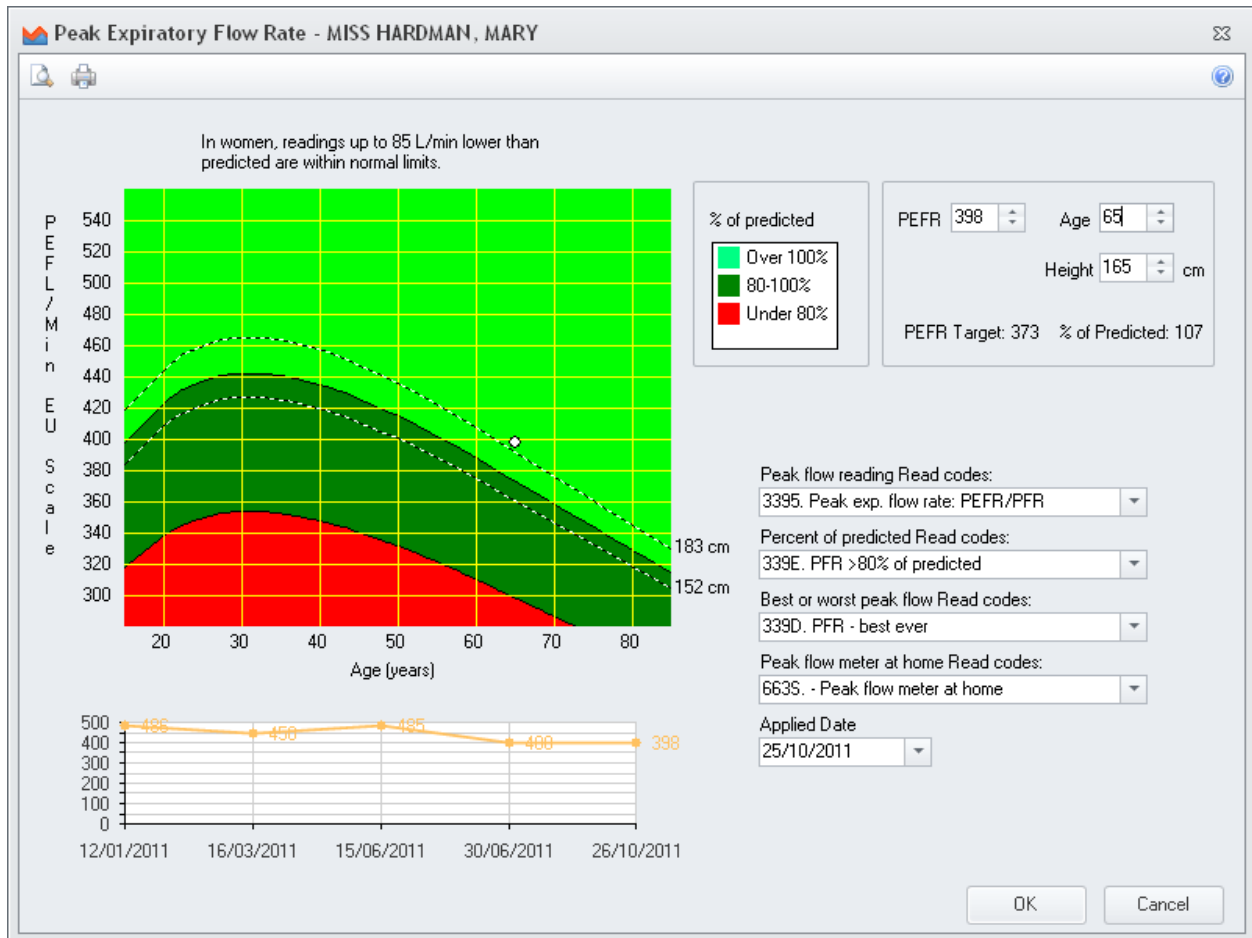 Peak Expiratory Flow Rate - MISS HARDMAN, MARY
In women, readings up to 85 L/min lower than
predicted are within normal limits.
PEFL/Min EU Scale
540
520
500
480
460
440
420
400
380
360
340
320
300
183 cm
152 cm
20 30 40 50 60 70 80
Age (years)
% of predicted
Over 100%
80-100%
Under 80%
PEFR 398 Age 65
Height 165 cm
PEFR Target: 373 % of Predicted: 107
Peak flow reading Read codes:
3395. Peak exp. flow rate: PEFR/PFR
Percent of predicted Read codes:
339E. PFR >80% of predicted
Best or worst peak flow Read codes:
339D. PFR - best ever
Peak flow meter at home Read codes:
663S. - Peak flow meter at home
Applied Date
25/10/2011
500
400
300
200
100
0
486 450 485 400 398
12/01/2011 16/03/2011 15/06/2011 30/06/2011 26/10/2011
OK Cancel